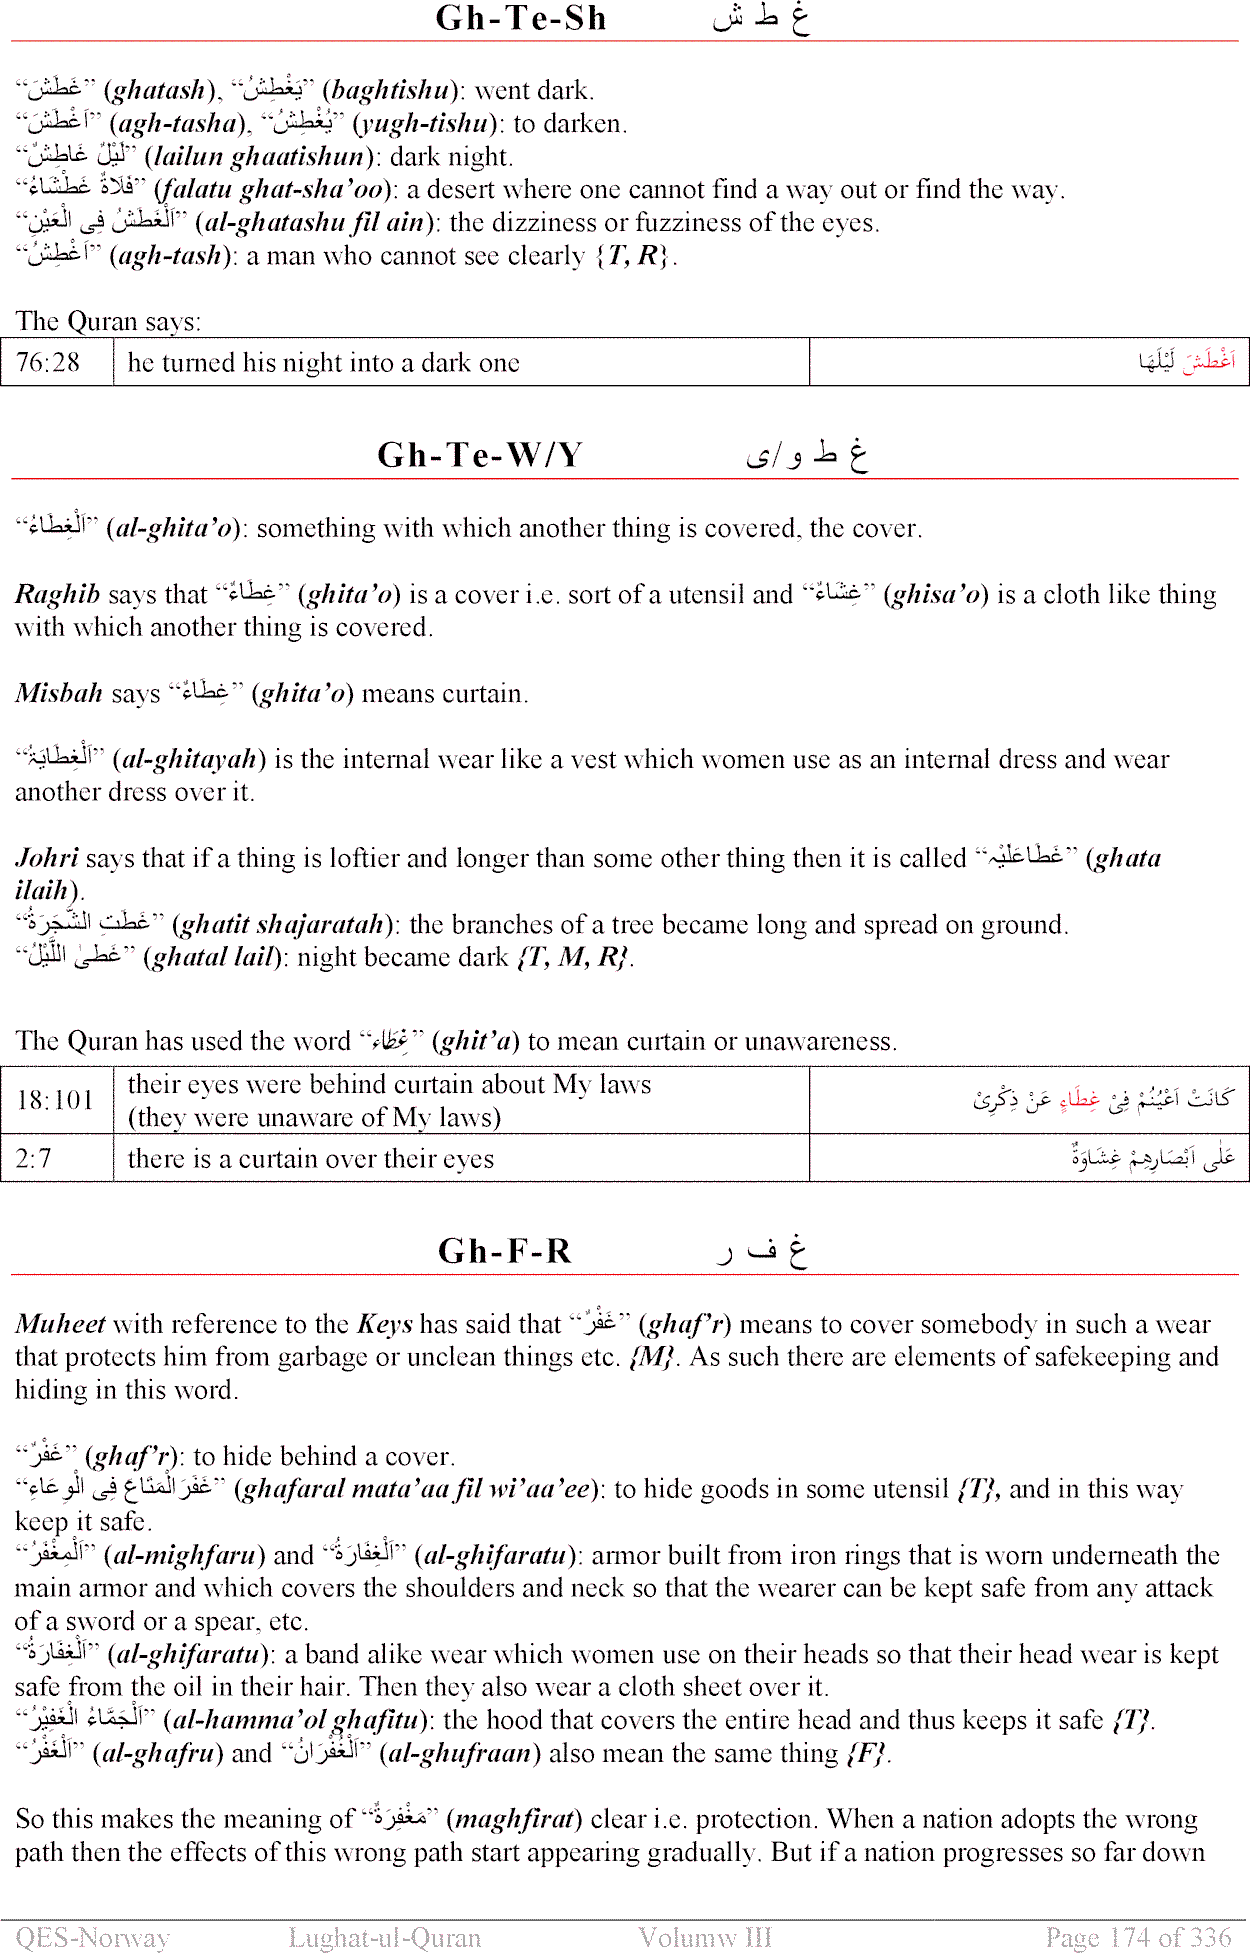 Gh-Te-Sh غ ط ش
“غَطَشَ” (ghatash), “يَغْطِشُ” (baghtishu): went dark.
“اَغْطَشَ” (agh-tasha), “يُغْطِشُ” (yugh-tishu): to darken.
“لَيْلٌ غَاطِشٌ” (lailun ghaatishun): dark night.
“فَلَاةٌ غَطْشَاءُ” (falatu ghat-sha’oo): a desert where one cannot find a way out or find the way.
“اَلْغَطَشُ فِی الْعَيْنِ” (al-ghatashu fil ain): the dizziness or fuzziness of the eyes.
“اَغْطِشُ” (agh-tash): a man who cannot see clearly {T, R}.
The Quran says:
76:28 he turned his night into a dark one اَغْطَشَ لَيْلَهَا
Gh-Te-W/Y غ ط و/ی
“اَلْغِطَاءُ” (al-ghita’o): something with which another thing is covered, the cover.
Raghib says that “غِطَاءٌ” (ghita’o) is a cover i.e. sort of a utensil and “غِشَاءٌ” (ghisa’o) is a cloth like thing
with which another thing is covered.
Misbah says “غِطَاءٌ” (ghita’o) means curtain.
“اَلْغِطَايَۃُ” (al-ghitayah) is the internal wear like a vest which women use as an internal dress and wear
another dress over it.
Johri says that if a thing is loftier and longer than some other thing then it is called “غَطَاعَلَيْہِ” (ghata
ilaih).
“غَطَتِ الشَّجَرَةُ” (ghatit shajaratah): the branches of a tree became long and spread on ground.
“غَطیٰ اللَّيْلُ” (ghatal lail): night became dark {T, M, R}.
The Quran has used the word “غِطَاء” (ghit’a) to mean curtain or unawareness.
18:101 their eyes were behind curtain about My laws
(they were unaware of My laws) كَانَتْ اَعْيُنُمْ فِیْ غِطَاءٍ عَنْ ذِكْرِیْ
2:7 there is a curtain over their eyes عَلٰی اَبْصَارِهِمْ غِشَاوَةٌ
Gh-F-R غ ف ر
Muheet with reference to the Keys has said that “غَفْرٌ” (ghaf’r) means to cover somebody in such a wear
that protects him from garbage or unclean things etc. {M}. As such there are elements of safekeeping and
hiding in this word.
“غَفْرٌ” (ghaf’r): to hide behind a cover.
“غَفَرَالْمَتَاعَ فِی الْوِعَاءِ” (ghafaral mata’aa fil wi’aa’ee): to hide goods in some utensil {T}, and in this way
keep it safe.
“اَلْمِغْفَرُ” (al-mighfaru) and “اَلْغِفَارَةُ” (al-ghifaratu): armor built from iron rings that is worn underneath the
main armor and which covers the shoulders and neck so that the wearer can be kept safe from any attack
of a sword or a spear, etc.
“اَلْغِفَارَةُ” (al-ghifaratu): a band alike wear which women use on their heads so that their head wear is kept
safe from the oil in their hair. Then they also wear a cloth sheet over it.
“اَلْجَمَّاءُ الْغَفِيْرُ” (al-hamma’ol ghafitu): the hood that covers the entire head and thus keeps it safe {T}.
“اَلْغَفْرُ” (al-ghafru) and “اَلْغُفْرَانُ” (al-ghufraan) also mean the same thing {F}.
So this makes the meaning of “مَغْفِرَةٌ” (maghfirat) clear i.e. protection. When a nation adopts the wrong
path then the effects of this wrong path start appearing gradually. But if a nation progresses so far down
QES-Norway Lughat-ul-Quran Volumw III Page 174 of 336